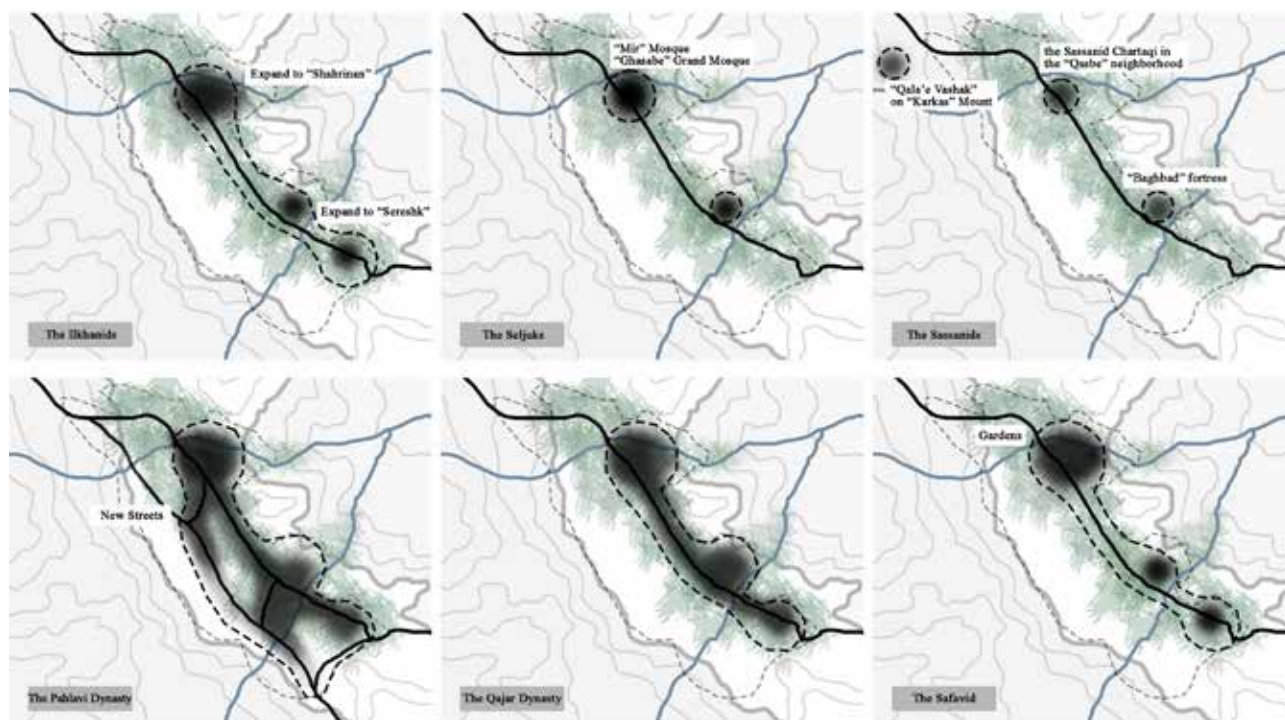 Expand to “Shahrinan”
Expand to “Sereshk”
The Ilkhanids
“Mir” Mosque
“Ghasabe” Grand Mosque
The Seljuke
the Sassanid Chartaqi in
the “Quebe” neighborhood
“Qala’e Vashak”
on “Karkas” Mount
“Baghbad” fortress
The Sassanids
New Streets
The Pahlavi Dynasty
The Qajar Dynasty
Gardens
The Safavid